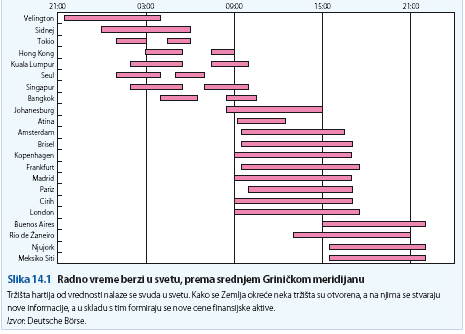 21:00 03:00 09:00 15:00 21:00
Velington
Sidnej
Tokio
Hong Kong
Kuala Lumpur
Seul
Singapur
Bangkok
Johanesburg
Atina
Amsterdam
Brisel
Kopenhagen
Frankfurt
Madrid
Pariz
Cirih
London
Buenos Aires
Rio de Žaneiro
Njujork
Meksiko Siti
Slika 14.1 Radno vreme berzi u svetu, prema srednjem Griničkom meridijanu
Tržišta hartija od vrednosti nalaze se svuda u svetu. Kako se Zemlja okreće neka tržišta su otvorena, a na njima se stvaraju
nove informacije, a u skladu s tim formiraju se nove cene finansijske aktive.
Izvor: Deutsche Börse.